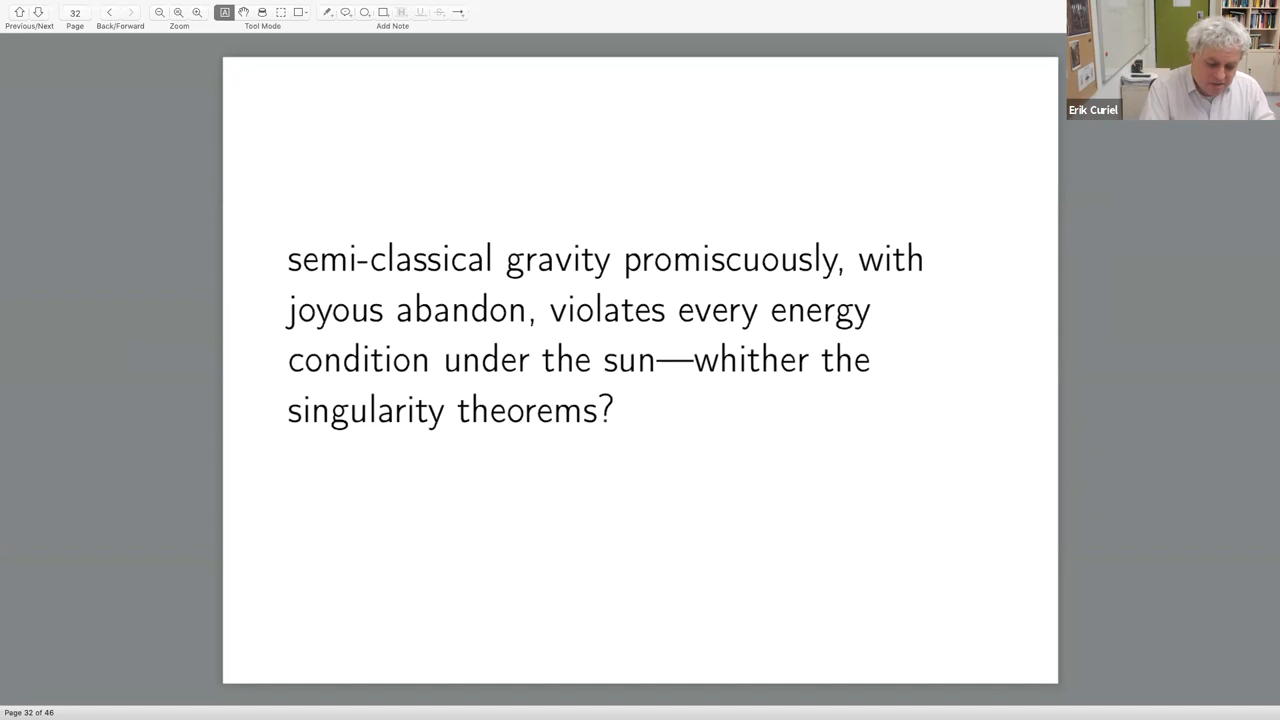 32
Previous/Next
Page
Back/Forward
Zoom
Tool Mode
Add Note
Erik Curiel
semi-classical gravity promiscuously, with
joyous abandon, violates every energy
condition under the sun—whither the
singularity theorems?
Page 32 of 46